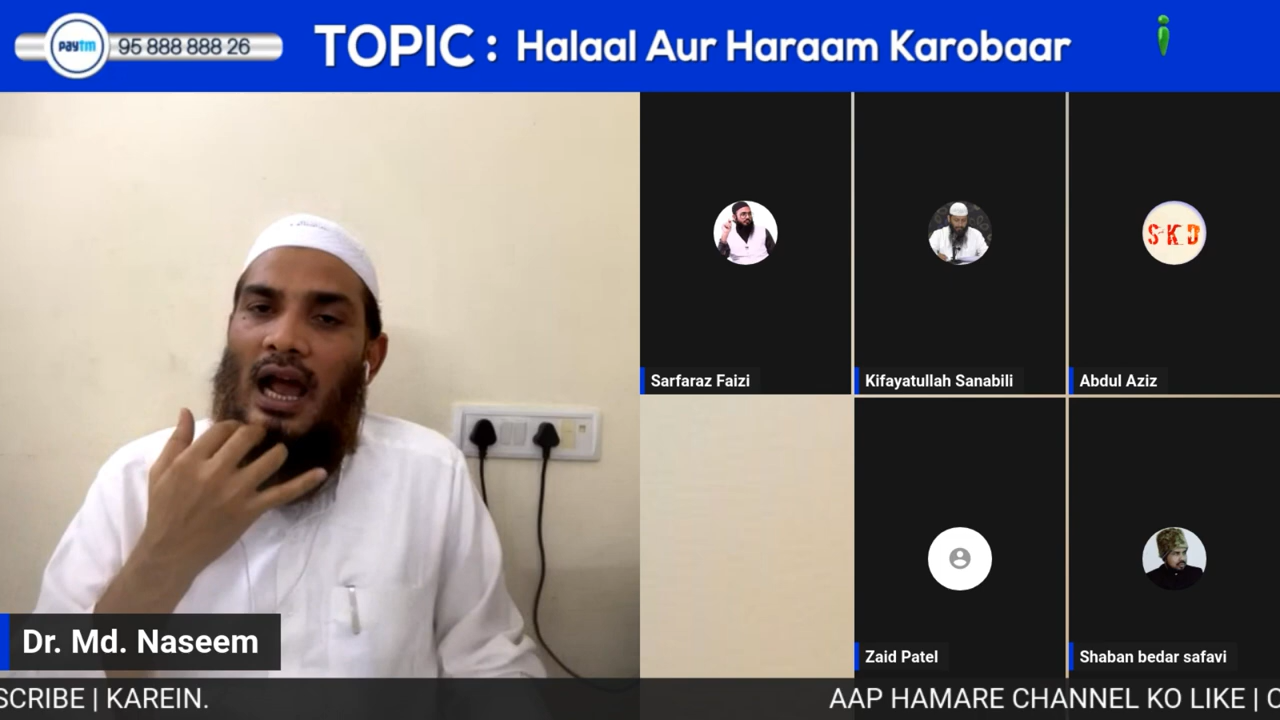 paytm 95 888 888 26
TOPIC : Halaal Aur Haraam Karobaar
SKD
Sarfaraz Faizi
Kifayatullah Sanabili
Abdul Aziz
Dr. Md. Naseem
Zaid Patel
Shaban bedar safavi
SCRIBE | KAREIN.
AAP HAMARE CHANNEL KO LIKE |